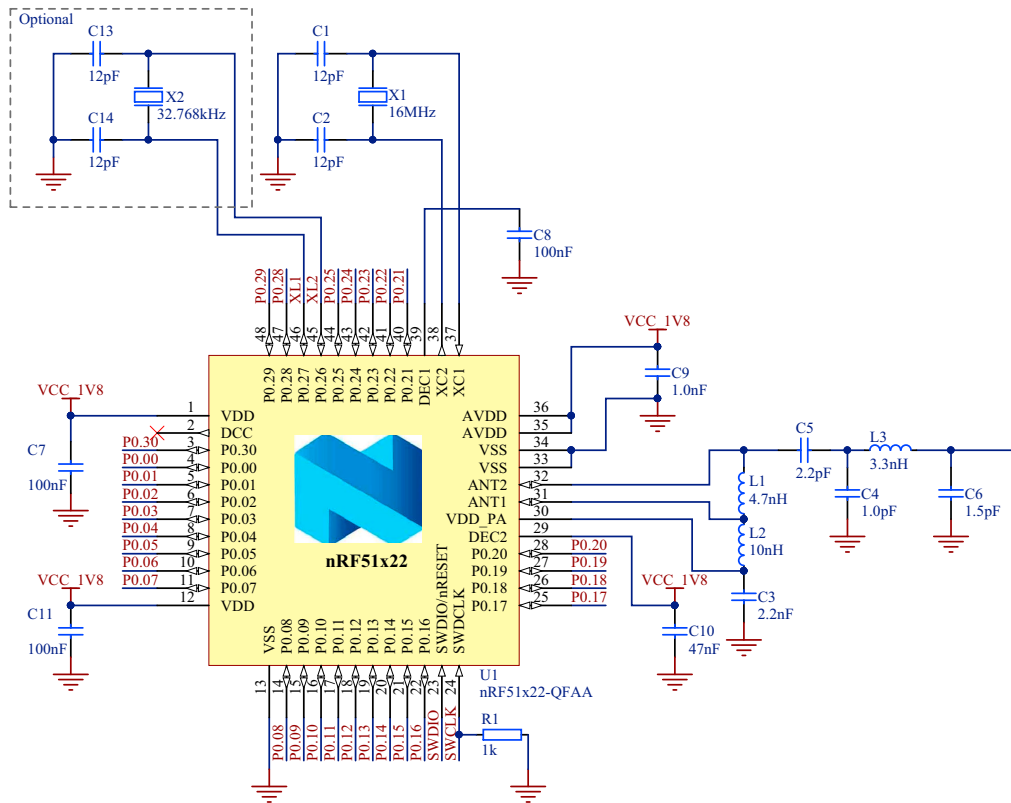 Optional
C13
12pF
X2
32.768kHz
C14
12pF
C1
12pF
X1
16MHz
C2
12pF
C8
100nF
P0.29
P0.28
XL1
XL2
P0.25
P0.24
P0.23
P0.22
P0.21
48
47
46
45
44
43
42
41
40
39
38
37
P0.29
P0.28
P0.27
P0.26
P0.25
P0.24
P0.23
P0.22
P0.21
DEC1
XC2
XC1
VCC_1V8
C7
100nF
P0.30
P0.00
P0.01
P0.02
P0.03
P0.04
P0.05
P0.06
P0.07
VCC_1V8
C11
100nF
1 VDD
2 DCC
3 P0.30
4 P0.00
5 P0.01
6 P0.02
7 P0.03
8 P0.04
9 P0.05
10 P0.06
11 P0.07
12 VDD
nRF51x22
AVDD 36
AVDD 35
VSS 34
VSS 33
ANT2 32
ANT1 31
VDD_PA 30
DEC2 29
P0.20 28 P0.20
P0.19 27 P0.19
P0.18 26 P0.18
P0.17 25 P0.17
VCC_1V8
C9
1.0nF
C5
2.2pF
L3
3.3nH
L1
4.7nH
C4
1.0pF
C6
1.5pF
L2
10nH
C3
2.2nF
VCC_1V8
C10
47nF
VSS
P0.08
P0.09
P0.10
P0.11
P0.12
P0.13
P0.14
P0.15
P0.16
SWDIO/nRESET
SWDCLK
13
14
15
16
17
18
19
20
21
22
23
24
U1
nRF51x22-QFAA
P0.08
P0.09
P0.10
P0.11
P0.12
P0.13
P0.14
P0.15
P0.16
SWDIO
SWCLK
R1
1k